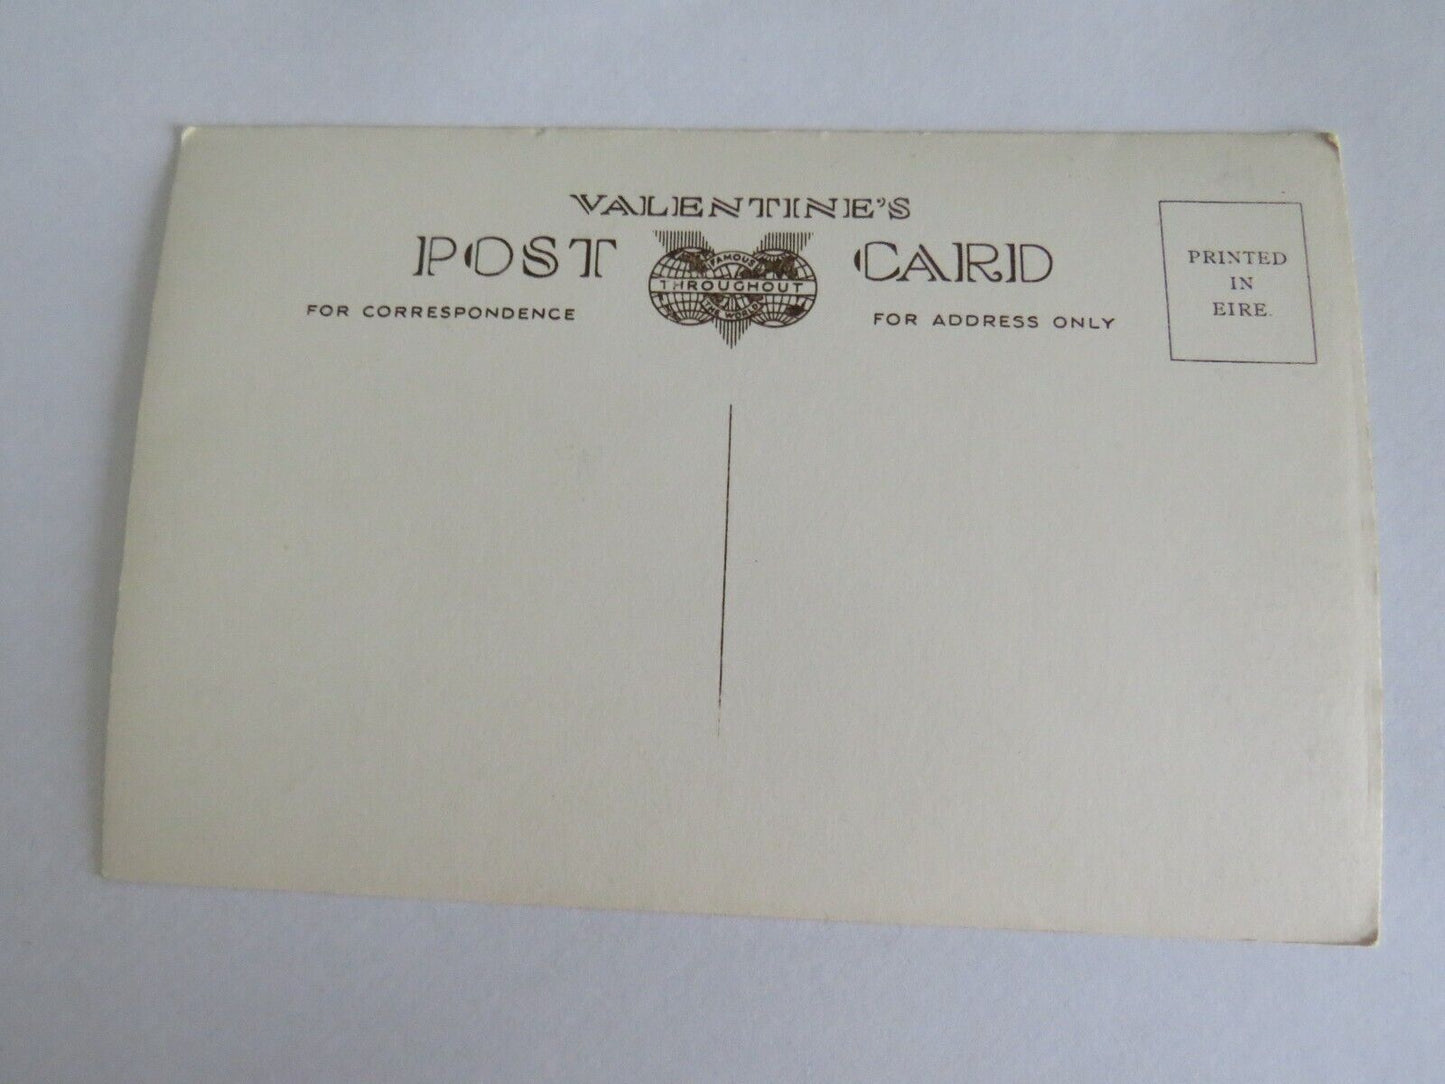 VALENTINE'S
POST CARD
FAMOUS
THROUGHOUT
THE WORLD
FOR CORRESPONDENCE
FOR ADDRESS ONLY
PRINTED
IN
EIRE.